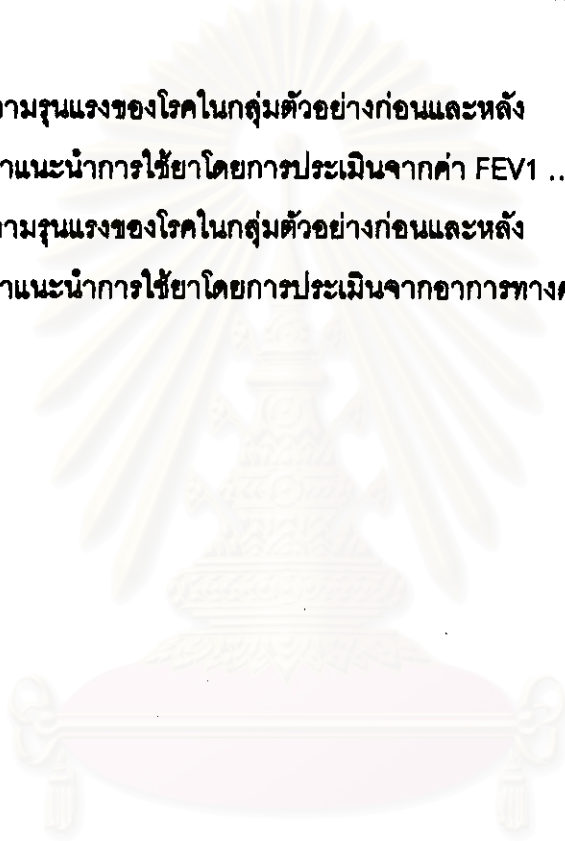 ามรุนแรงของโรคในกลุ่มตัวอย่างก่อนและหลัง
าแนะนำการใช้ยาโดยการประเมินจากค่า FEV1 ..
ามรุนแรงของโรคในกลุ่มตัวอย่างก่อนและหลัง
าแนะนำการใช้ยาโดยการประเมินจากอาการทาง